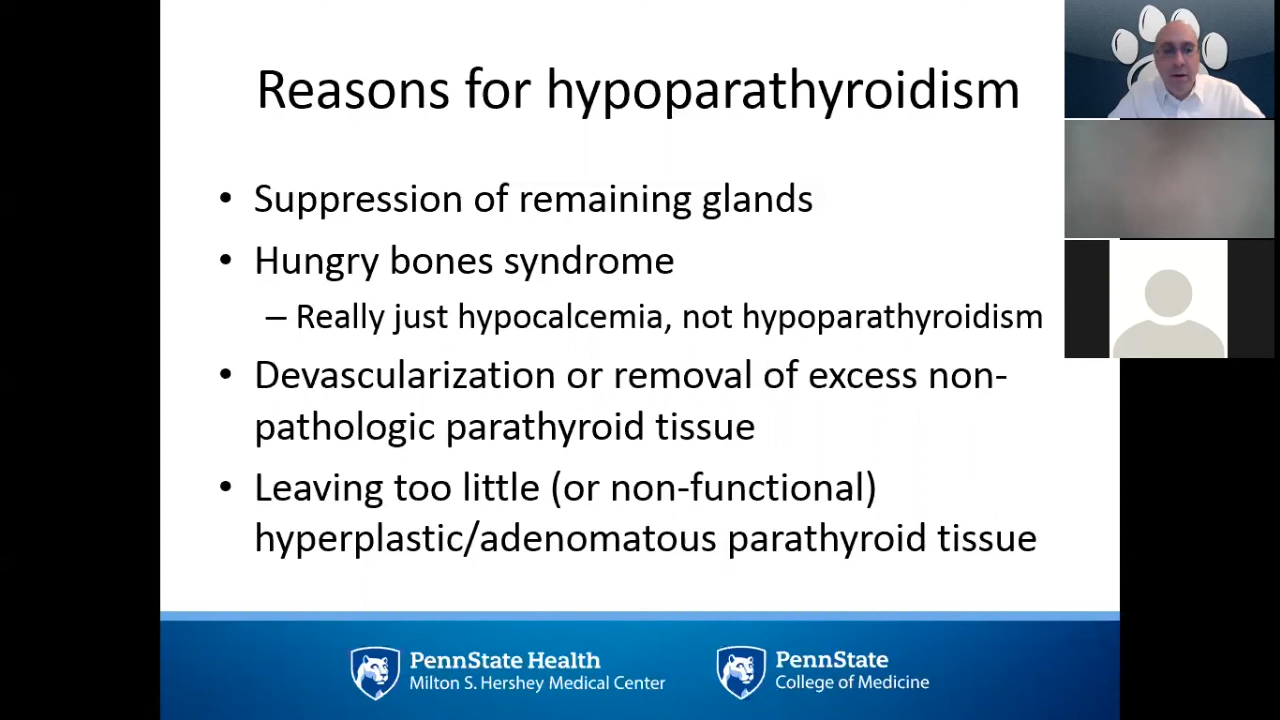 Reasons for hypoparathyroidism
• Suppression of remaining glands
• Hungry bones syndrome
– Really just hypocalcemia, not hypoparathyroidism
• Devascularization or removal of excess non-
pathologic parathyroid tissue
• Leaving too little (or non-functional)
hyperplastic/adenomatous parathyroid tissue
PennState Health
Milton S. Hershey Medical Center
PennState
College of Medicine